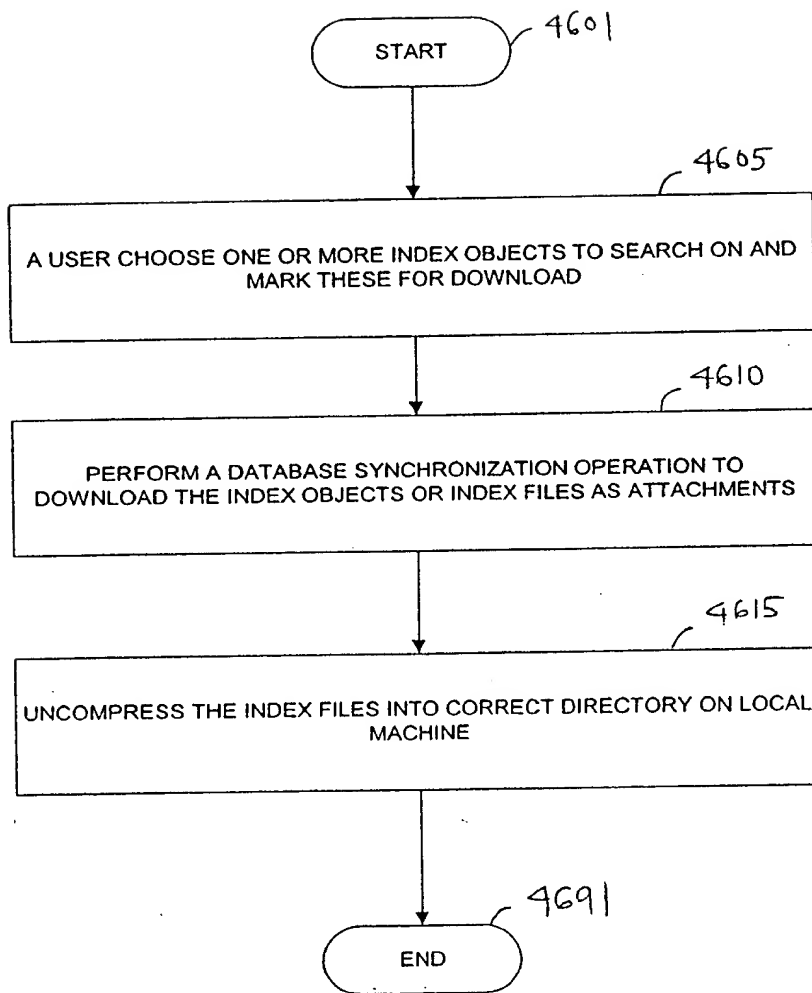 4601
START
4605
A USER CHOOSE ONE OR MORE INDEX OBJECTS TO SEARCH ON AND
MARK THESE FOR DOWNLOAD
4610
PERFORM A DATABASE SYNCHRONIZATION OPERATION TO
DOWNLOAD THE INDEX OBJECTS OR INDEX FILES AS ATTACHMENTS
4615
UNCOMPRESS THE INDEX FILES INTO CORRECT DIRECTORY ON LOCAL
MACHINE
4691
END